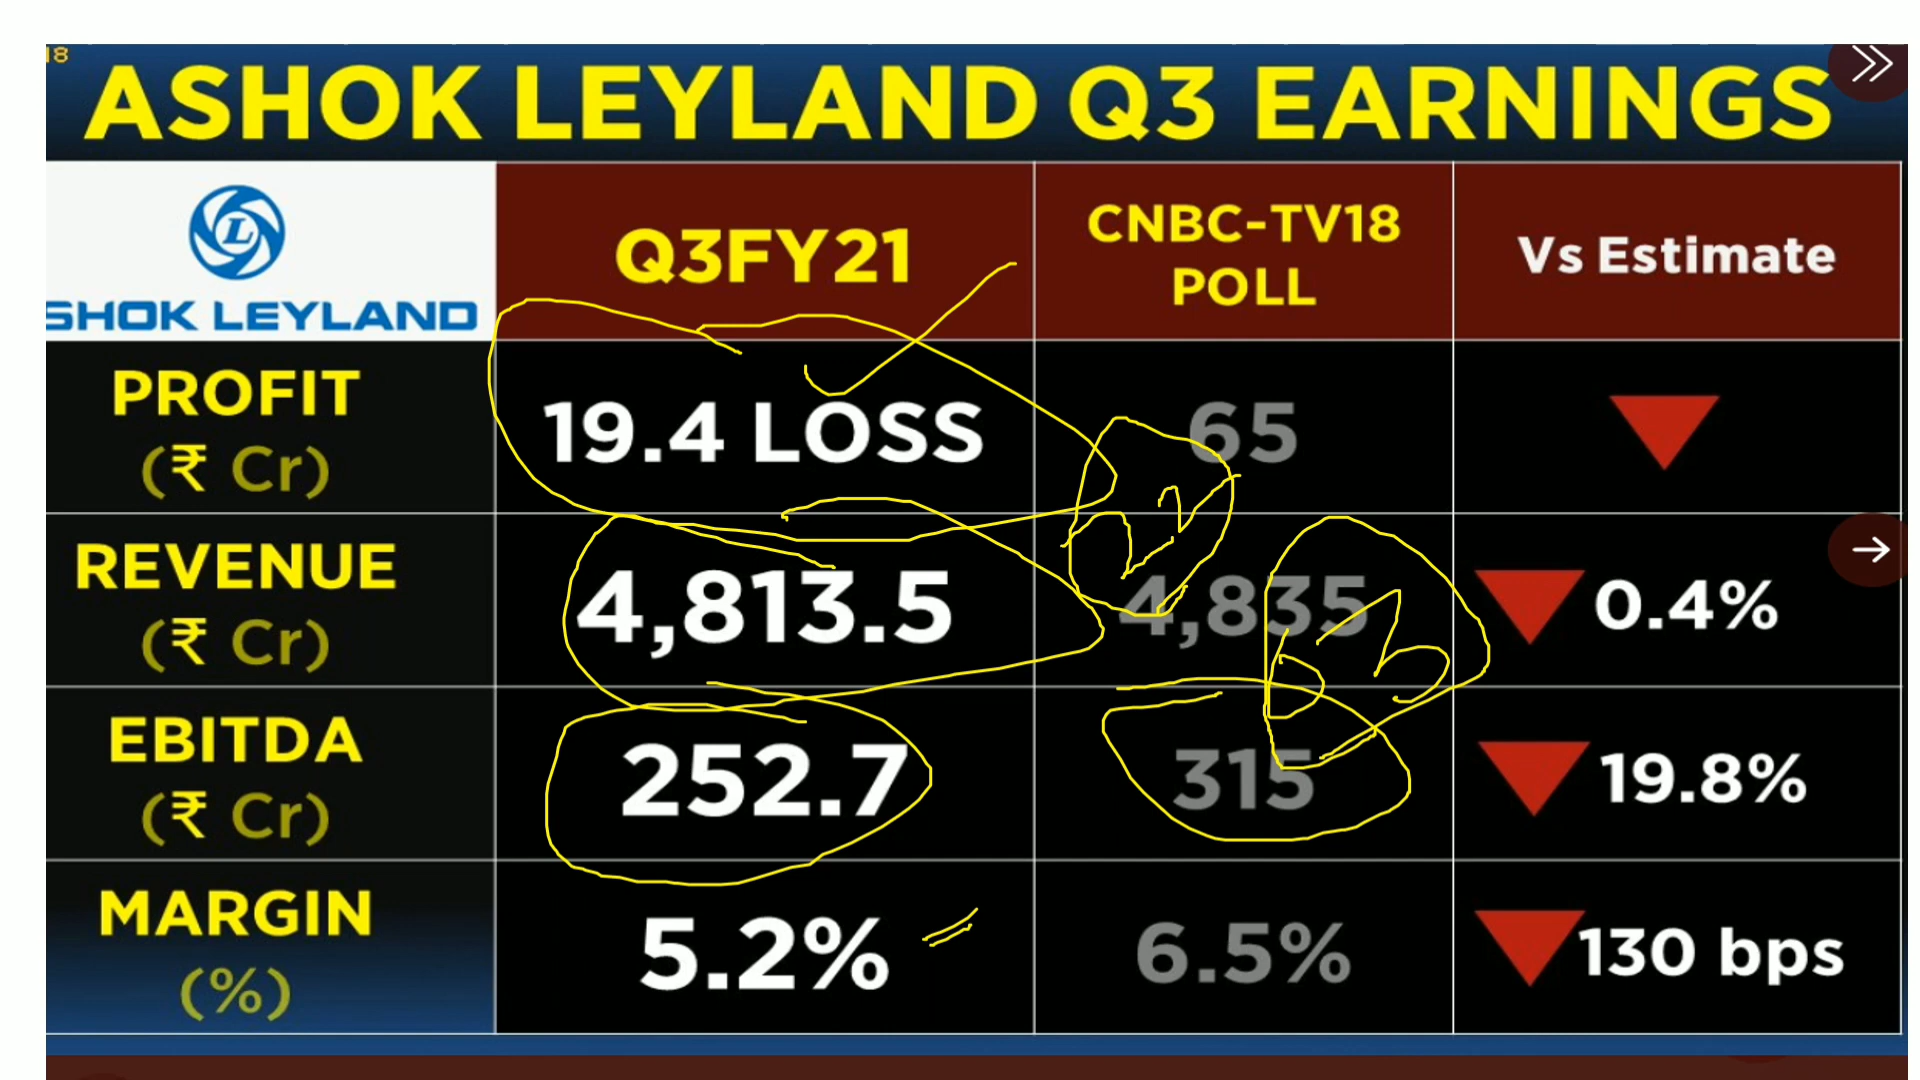 18
ASHOK LEYLAND Q3 EARNINGS
SHOK LEYLAND
Q3FY21
CNBC-TV18
POLL
Vs Estimate
PROFIT
(₹ Cr)
19.4 LOSS
65
REVENUE
(₹ Cr)
4,813.5
4,835
0.4%
EBITDA
(₹ Cr)
252.7
315
19.8%
MARGIN
(%)
5.2%
6.5%
130 bps